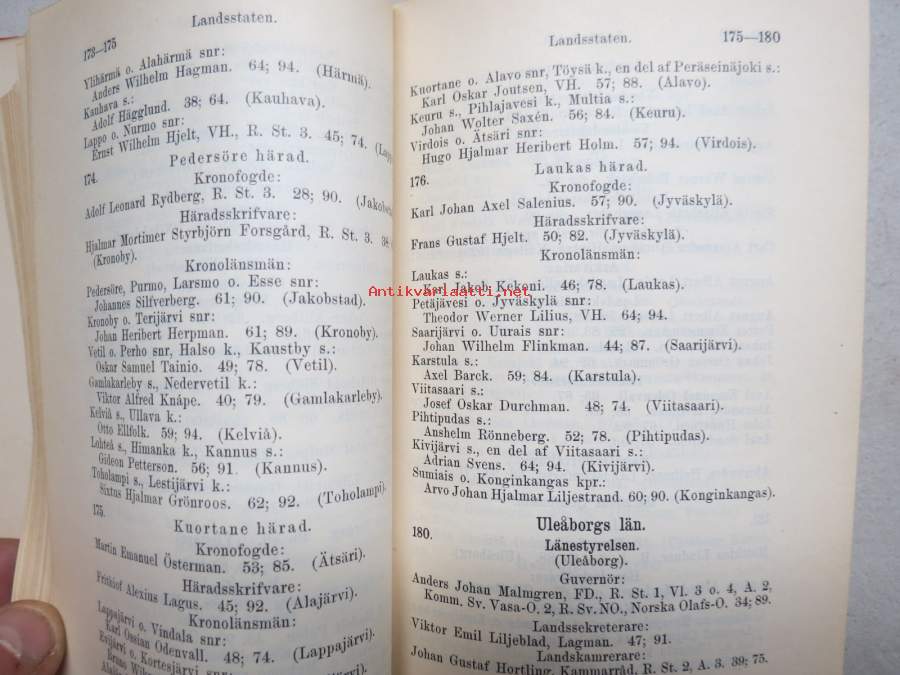 Landsstaten.
173—175
Ylihärmä o. Alahärmä snr:
Anders Wilhelm Hagman. 64; 94. (Härmä).
Kauhava s.:
Adolf Hägglund. 38; 64. (Kauhava).
Lappo o. Nurmo snr:
Ernst Wilhelm Hjelt, VH., R. St. 3. 45; 74.
Pedersöre härad.
174.
Kronofogde:
Adolf Leonard Rydberg, R. St. 3. 28; 90.
Häradsskrifvare:
Hjalmar Mortimer Styrbjörn Forsgård, R. St. 3. 38
(Kronoby).
Kronolänsmän:
Pedersöre, Purmo, Larsmo o. Esse snr:
Johannes Silfverberg. 61; 90. (Jakobstad).
Kronoby o. Terijärvi snr:
Johan Heribert Herpman. 61; 89. (Kronoby).
Vetil o. Perho snr, Halso k., Kaustby s.:
Oskar Samuel Tainio. 49; 78. (Vetil).
Gamlakarleby s., Nedervetil k.:
Viktor Alfred Knåpe. 40; 79. (Gamlakarleby).
Kelviå s., Ullava k.:
Otto Ellfolk. 59; 94. (Kelviå).
Lohteå s., Himanka k., Kannus s.:
Gideon Petterson. 56; 91. (Kannus).
Toholampi s., Lestijärvi k.:
Sixtus Hjalmar Grönroos. 62; 92. (Toholampi).
175.
Kuortane härad.
Kronofogde:
Martin Emanuel Österman. 53; 85. (Ätsäri).
Häradsskrifvare:
Frithiof Alexius Lagus. 45; 92. (Alajärvi).
Kronolänsmän:
Lappajärvi o. Vindala snr:
Karl Ossian Odenvall. 48; 74. (Lappajärvi).
Evijärvi o. Kortesjärvi snr:
Landsstaten.
175—180
Kuortane o. Alavo snr, Töysä k., en del af Peräseinäjoki s.:
Karl Oskar Joutsen, VH. 57; 88. (Alavo).
Keuru s., Pihlajavesi k., Multia s.:
Johan Wolter Saxén. 56; 84. (Keuru).
Virdois o. Ätsäri snr:
Hugo Hjalmar Heribert Holm. 57; 94. (Virdois).
176.
Laukas härad.
Kronofogde:
Karl Johan Axel Salenius. 57; 90. (Jyväskylä).
Häradsskrifvare:
Frans Gustaf Hjelt. 50; 82. (Jyväskylä).
Kronolänsmän:
Laukas s.:
Karl Jakob Kekoni. 46; 78. (Laukas).
Antikvariaatti.net
Petäjävesi o. Jyväskylä snr:
Theodor Werner Lilius, VH. 64; 94.
Saarijärvi o. Uurais snr:
Johan Wilhelm Flinkman. 44; 87. (Saarijärvi).
Karstula s.:
Axel Barck. 59; 84. (Karstula).
Viitasaari s.:
Josef Oskar Durchman. 48; 74. (Viitasaari).
Pihtipudas s.:
Anshelm Rönneberg. 52; 78. (Pihtipudas).
Kivijärvi s., en del af Viitasaari s.:
Adrian Svens. 64; 94. (Kivijärvi).
Sumiais o. Konginkangas kpr.:
Arvo Johan Hjalmar Liljestrand. 60; 90. (Konginkangas).
180.
Uleåborgs län.
Länestyrelsen.
(Uleåborg).
Guvernör:
Anders Johan Malmgren, FD., R. St. 1, Vl. 3 o. 4, A. 2,
Komm. Sv. Vasa-O. 2, R. Sv. NO., Norska Olafs-O. 34; 89.
Landssekreterare:
Viktor Emil Liljeblad, Lagman. 47; 91.
Landskamrerare:
Johan Gustaf Hortling, Kammarråd, R. St. 2, A. 3. 39; 75.